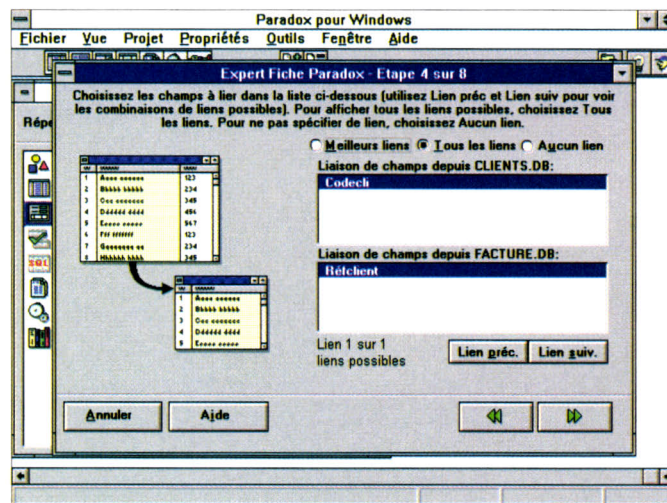 Paradox pour Windows
Fichier Vue Projet Propriétés Outils Fenêtre Aide
Expert Fiche Paradox - Etape 4 sur 8
Choisissez les champs à lier dans la liste ci-dessous (utilisez Lien préc et Lien suiv pour voir
les combinaisons de liens possibles). Pour afficher tous les liens possibles, choisissez Tous
les liens. Pour ne pas spécifier de lien, choisissez Aucun lien.
Répe
Meilleurs liens Tous les liens Aucun lien
Liaison de champs depuis CLIENTS.DB:
Codecli
Liaison de champs depuis FACTURE.DB:
Réfclient
SQL
Lien 1 sur 1
liens possibles
Lien préc. Lien suiv.
Annuler Aide